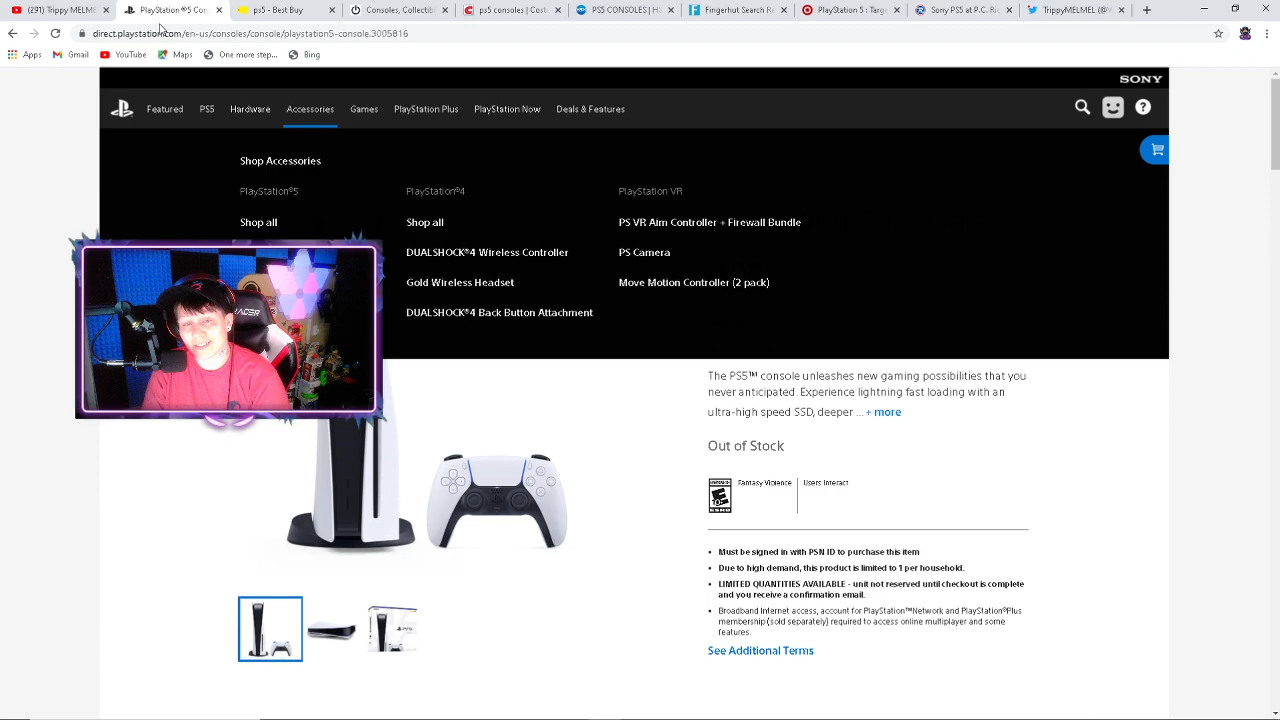 (291) Trippy MELME
PlayStation®5 Con
ps5 - Best Buy
Consoles, Collectib
ps5 consoles | Gam
PS5 CONSOLES | H
Fingerhut Search Re
PlayStation 5 : Targe
Sony PS5 at P.C. Ric
TrippyMELMEL (@V
direct.playstation.com/en-us/consoles/console/playstation5-console.3005816
Apps
Gmail
YouTube
Maps
One more step...
Bing
SONY
Featured
PS5
Hardware
Accessories
Games
PlayStation Plus
PlayStation Now
Deals & Features
Shop Accessories
PlayStation®5
PlayStation®4
PlayStation VR
Shop all
Shop all
PS VR Aim Controller + Firewall Bundle
DUALSHOCK®4 Wireless Controller
PS Camera
Gold Wireless Headset
Move Motion Controller (2 pack)
DUALSHOCK®4 Back Button Attachment
The PS5™ console unleashes new gaming possibilities that you
never anticipated. Experience lightning fast loading with an
ultra-high speed SSD, deeper ... + more
Out of Stock
Fantasy Violence
Users Interact
• Must be signed in with PSN ID to purchase this item
• Due to high demand, this product is limited to 1 per household.
• LIMITED QUANTITIES AVAILABLE - unit not reserved until checkout is complete
and you receive a confirmation email.
• Broadband Internet access, account for PlayStation™Network and PlayStation®Plus
membership (sold separately) required to access online multiplayer and some
features.
See Additional Terms